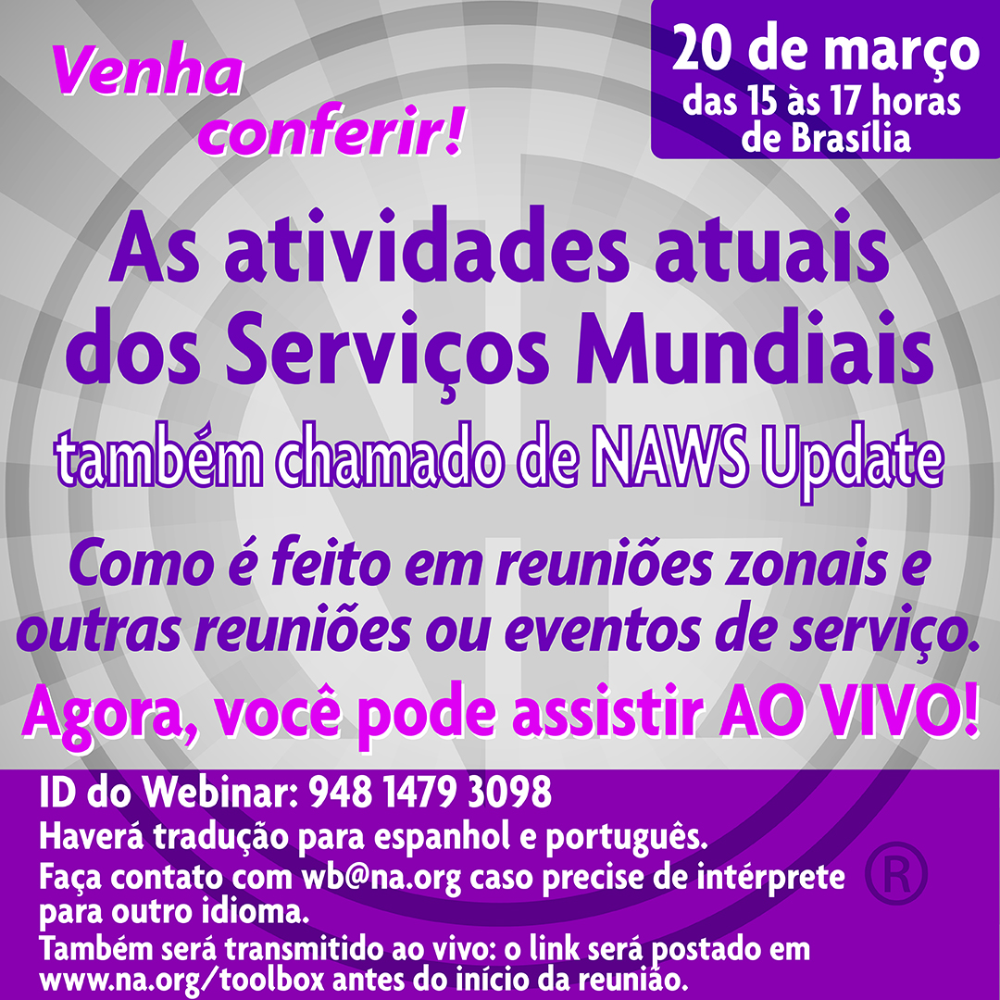 Venha
conferir!
20 de março
das 15 às 17 horas
de Brasília
As atividades atuais
dos Serviços Mundiais
também chamado de NAWS Update
Como é feito em reuniões zonais e
outras reuniões ou eventos de serviço.
Agora, você pode assistir AO VIVO!
ID do Webinar: 948 1479 3098
Haverá tradução para espanhol e português.
Faça contato com wb@na.org caso precise de intérprete
para outro idioma.
Também será transmitido ao vivo: o link será postado em
www.na.org/toolbox antes do início da reunião.
®